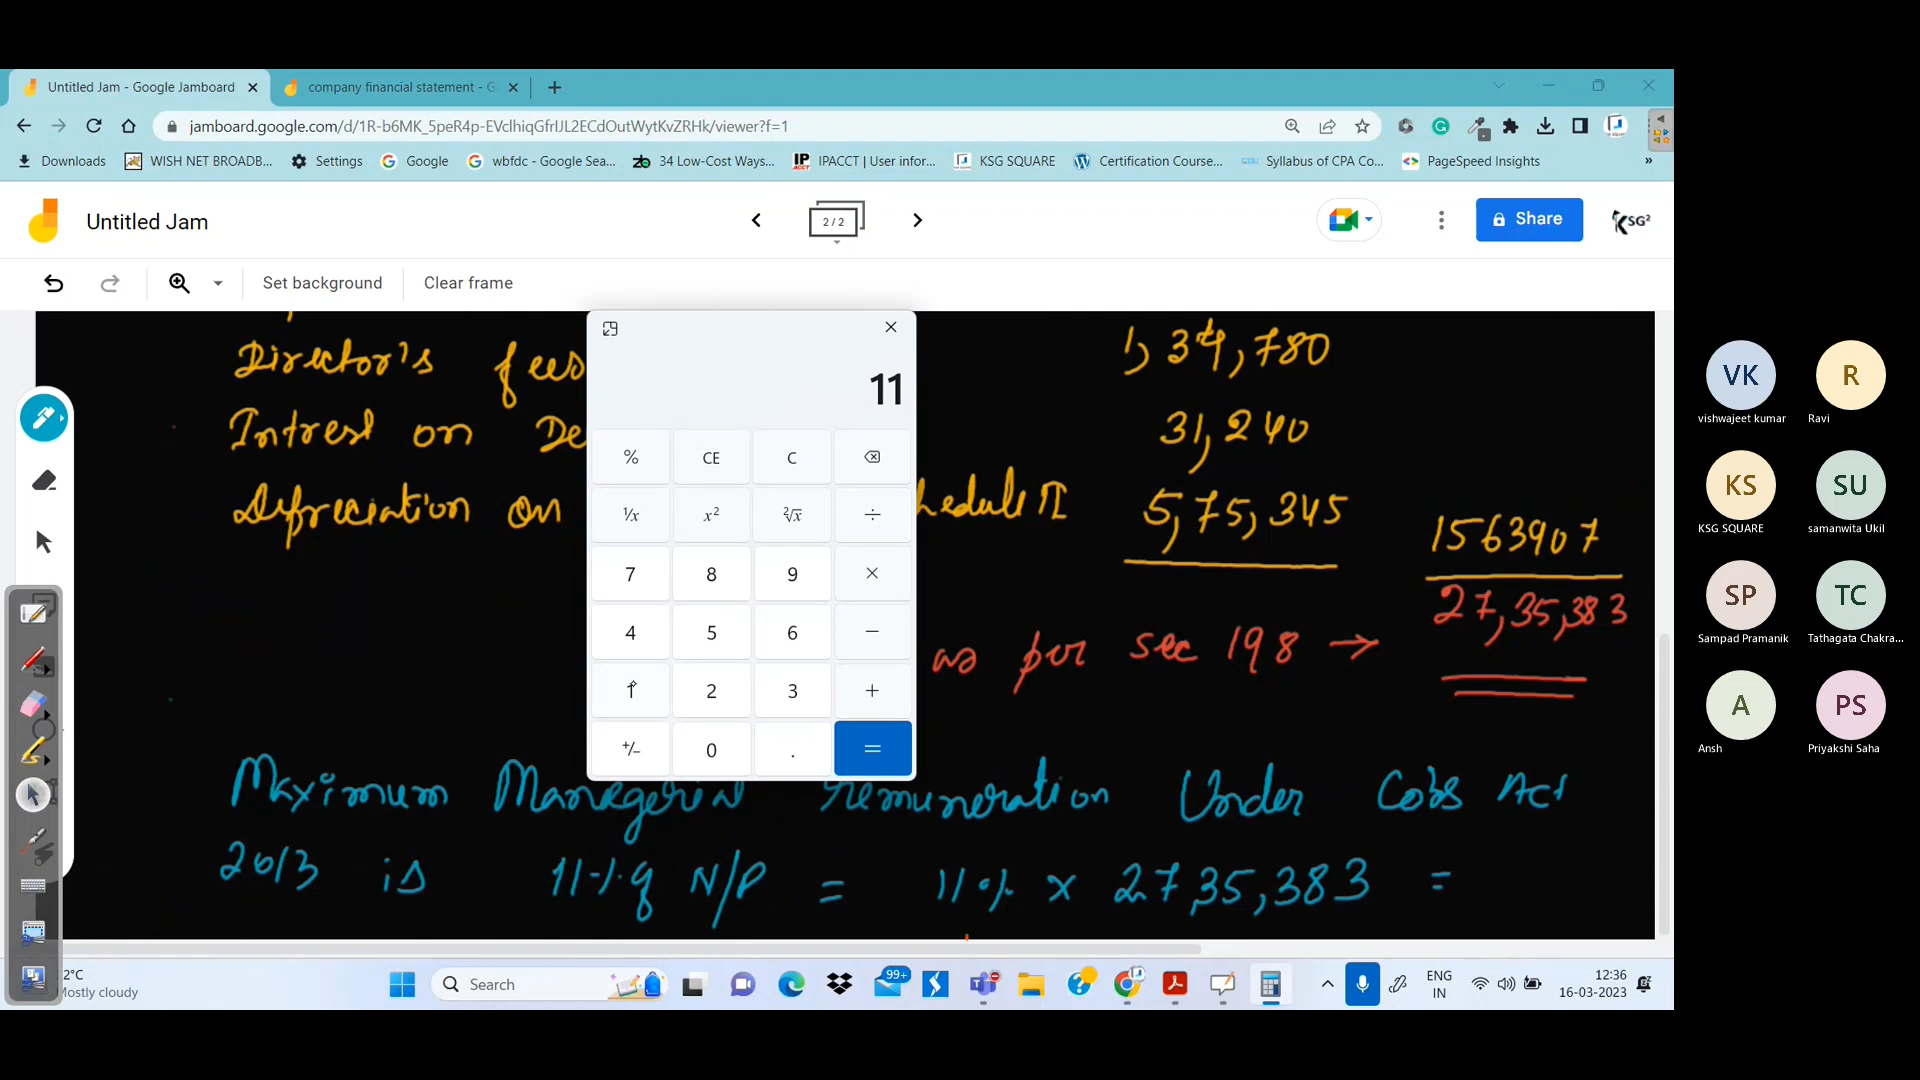 Untitled Jam - Google Jamboard
company financial statement - G
jamboard.google.com/d/1R-b6MK_5peR4p-EVclhiqGfrIJL2ECdOutWytKvZRHk/viewer?f=1
Downloads WISH NET BROADB... Settings Google wbfdc - Google Sea... 34 Low-Cost Ways... IPACCT | User infor... KSG SQUARE Certification Course... Syllabus of CPA Co... PageSpeed Insights »
Untitled Jam
2 / 2
Share
KSG²
Set background Clear frame
Director's fees 1,34,780
Intrest on De 31,240
Depreciation on hedule II 5,75,345
1563907
27,35,383
as per sec 198 →
Maximum Managerial remuneration Under Co's Act
2013 is 11% of N/P = 11% × 27,35,383 =
11
% CE C
1/x x² ²√x ÷
7 8 9 ×
4 5 6 −
1 2 3 +
+/− 0 . =
VK
vishwajeet kumar
R
Ravi
KS
KSG SQUARE
SU
samanwita Ukil
SP
Sampad Pramanik
TC
Tathagata Chakra...
A
Ansh
PS
Priyakshi Saha
2°C
Mostly cloudy
Search
99+
ENG
IN
12:36
16-03-2023